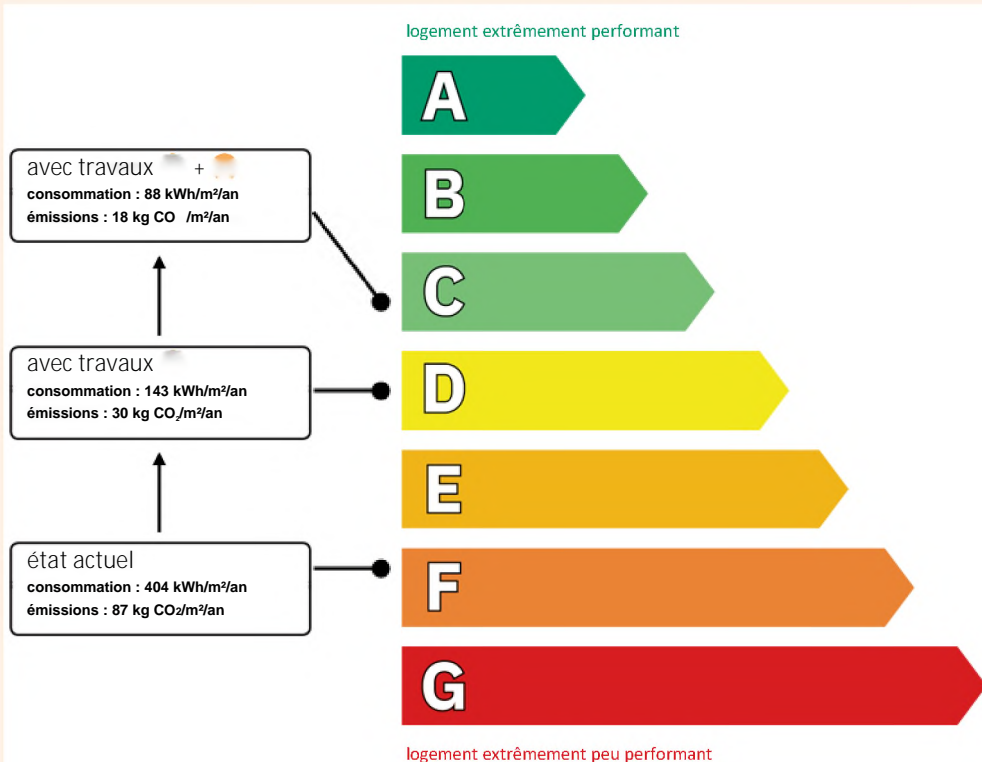 logement extrêmement performant
A
avec travaux +
consommation : 88 kWh/m²/an
émissions : 18 kg CO /m²/an
B
C
avec travaux
consommation : 143 kWh/m²/an
émissions : 30 kg CO₂/m²/an
D
E
état actuel
consommation : 404 kWh/m²/an
émissions : 87 kg CO₂/m²/an
F
G
logement extrêmement peu performant